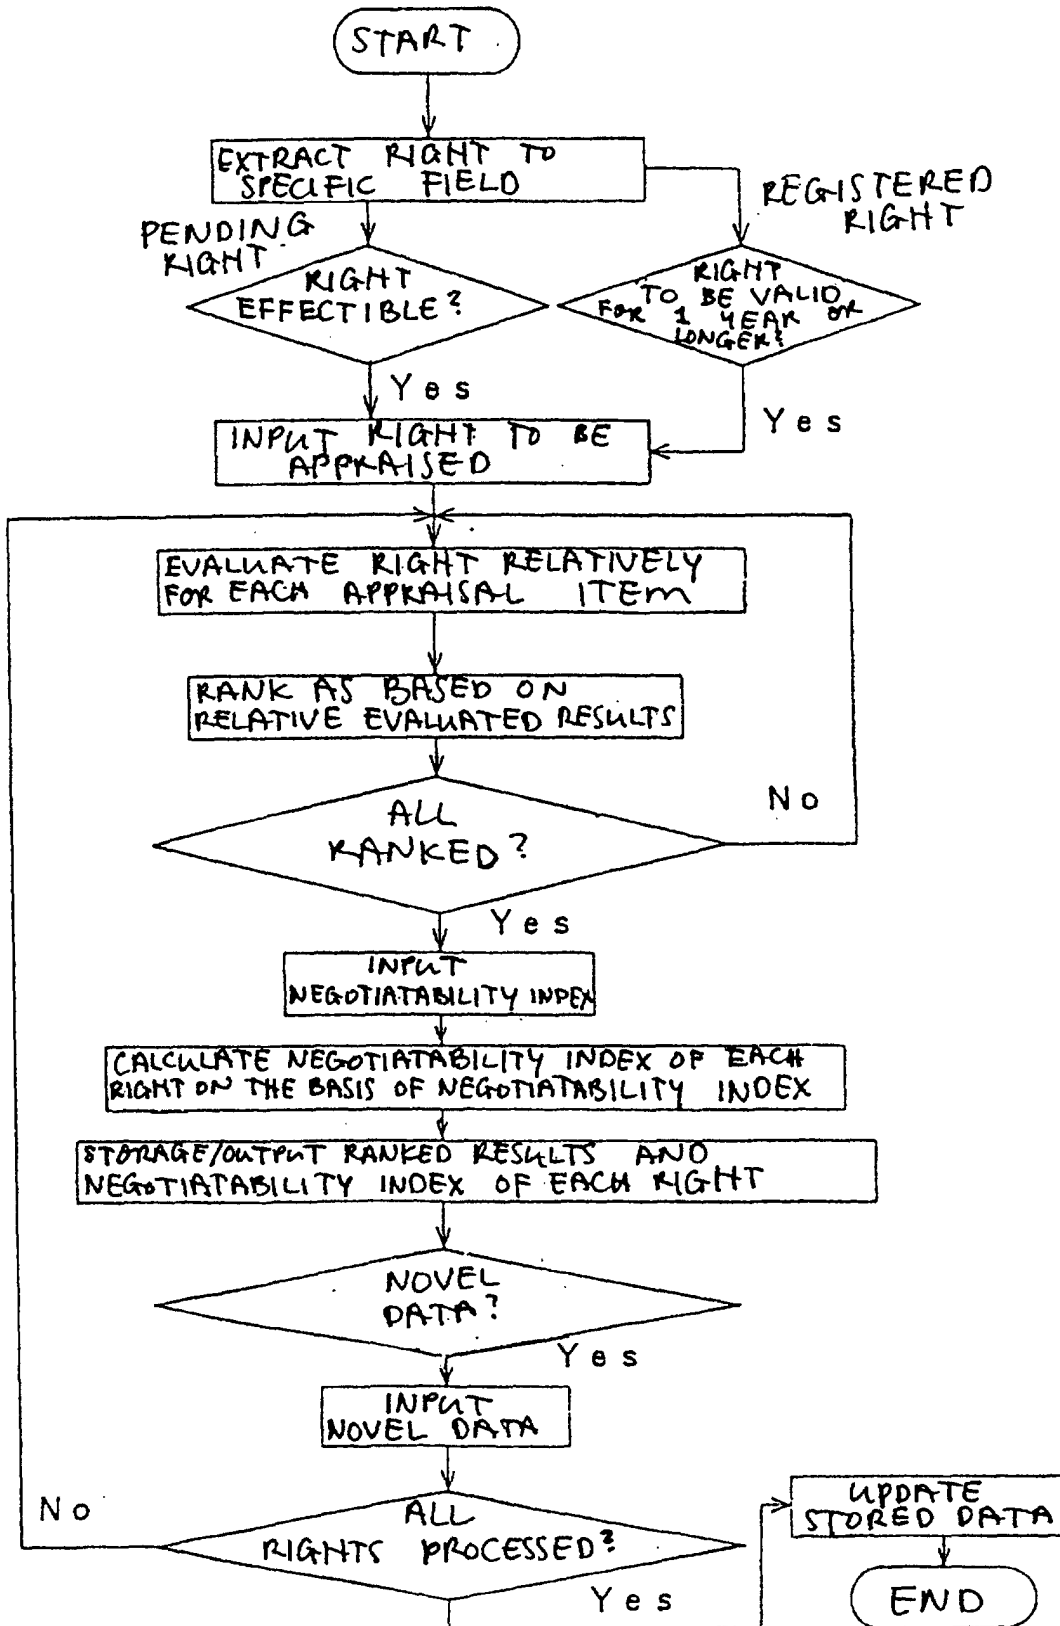 START
EXTRACT RIGHT TO
SPECIFIC FIELD
PENDING
RIGHT
REGISTERED
RIGHT
RIGHT
EFFECTIBLE?
RIGHT
TO BE VALID
FOR 1 YEAR OR
LONGER?
Yes
Yes
INPUT RIGHT TO BE
APPRAISED
EVALUATE RIGHT RELATIVELY
FOR EACH APPRAISAL ITEM
RANK AS BASED ON
RELATIVE EVALUATED RESULTS
ALL
RANKED?
No
Yes
INPUT
NEGOTIATABILITY INDEX
CALCULATE NEGOTIATABILITY INDEX OF EACH
RIGHT ON THE BASIS OF NEGOTIATABILITY INDEX
STORAGE/OUTPUT RANKED RESULTS AND
NEGOTIATABILITY INDEX OF EACH RIGHT
NOVEL
DATA?
Yes
INPUT
NOVEL DATA
No
ALL
RIGHTS PROCESSED?
Yes
UPDATE
STORED DATA
END